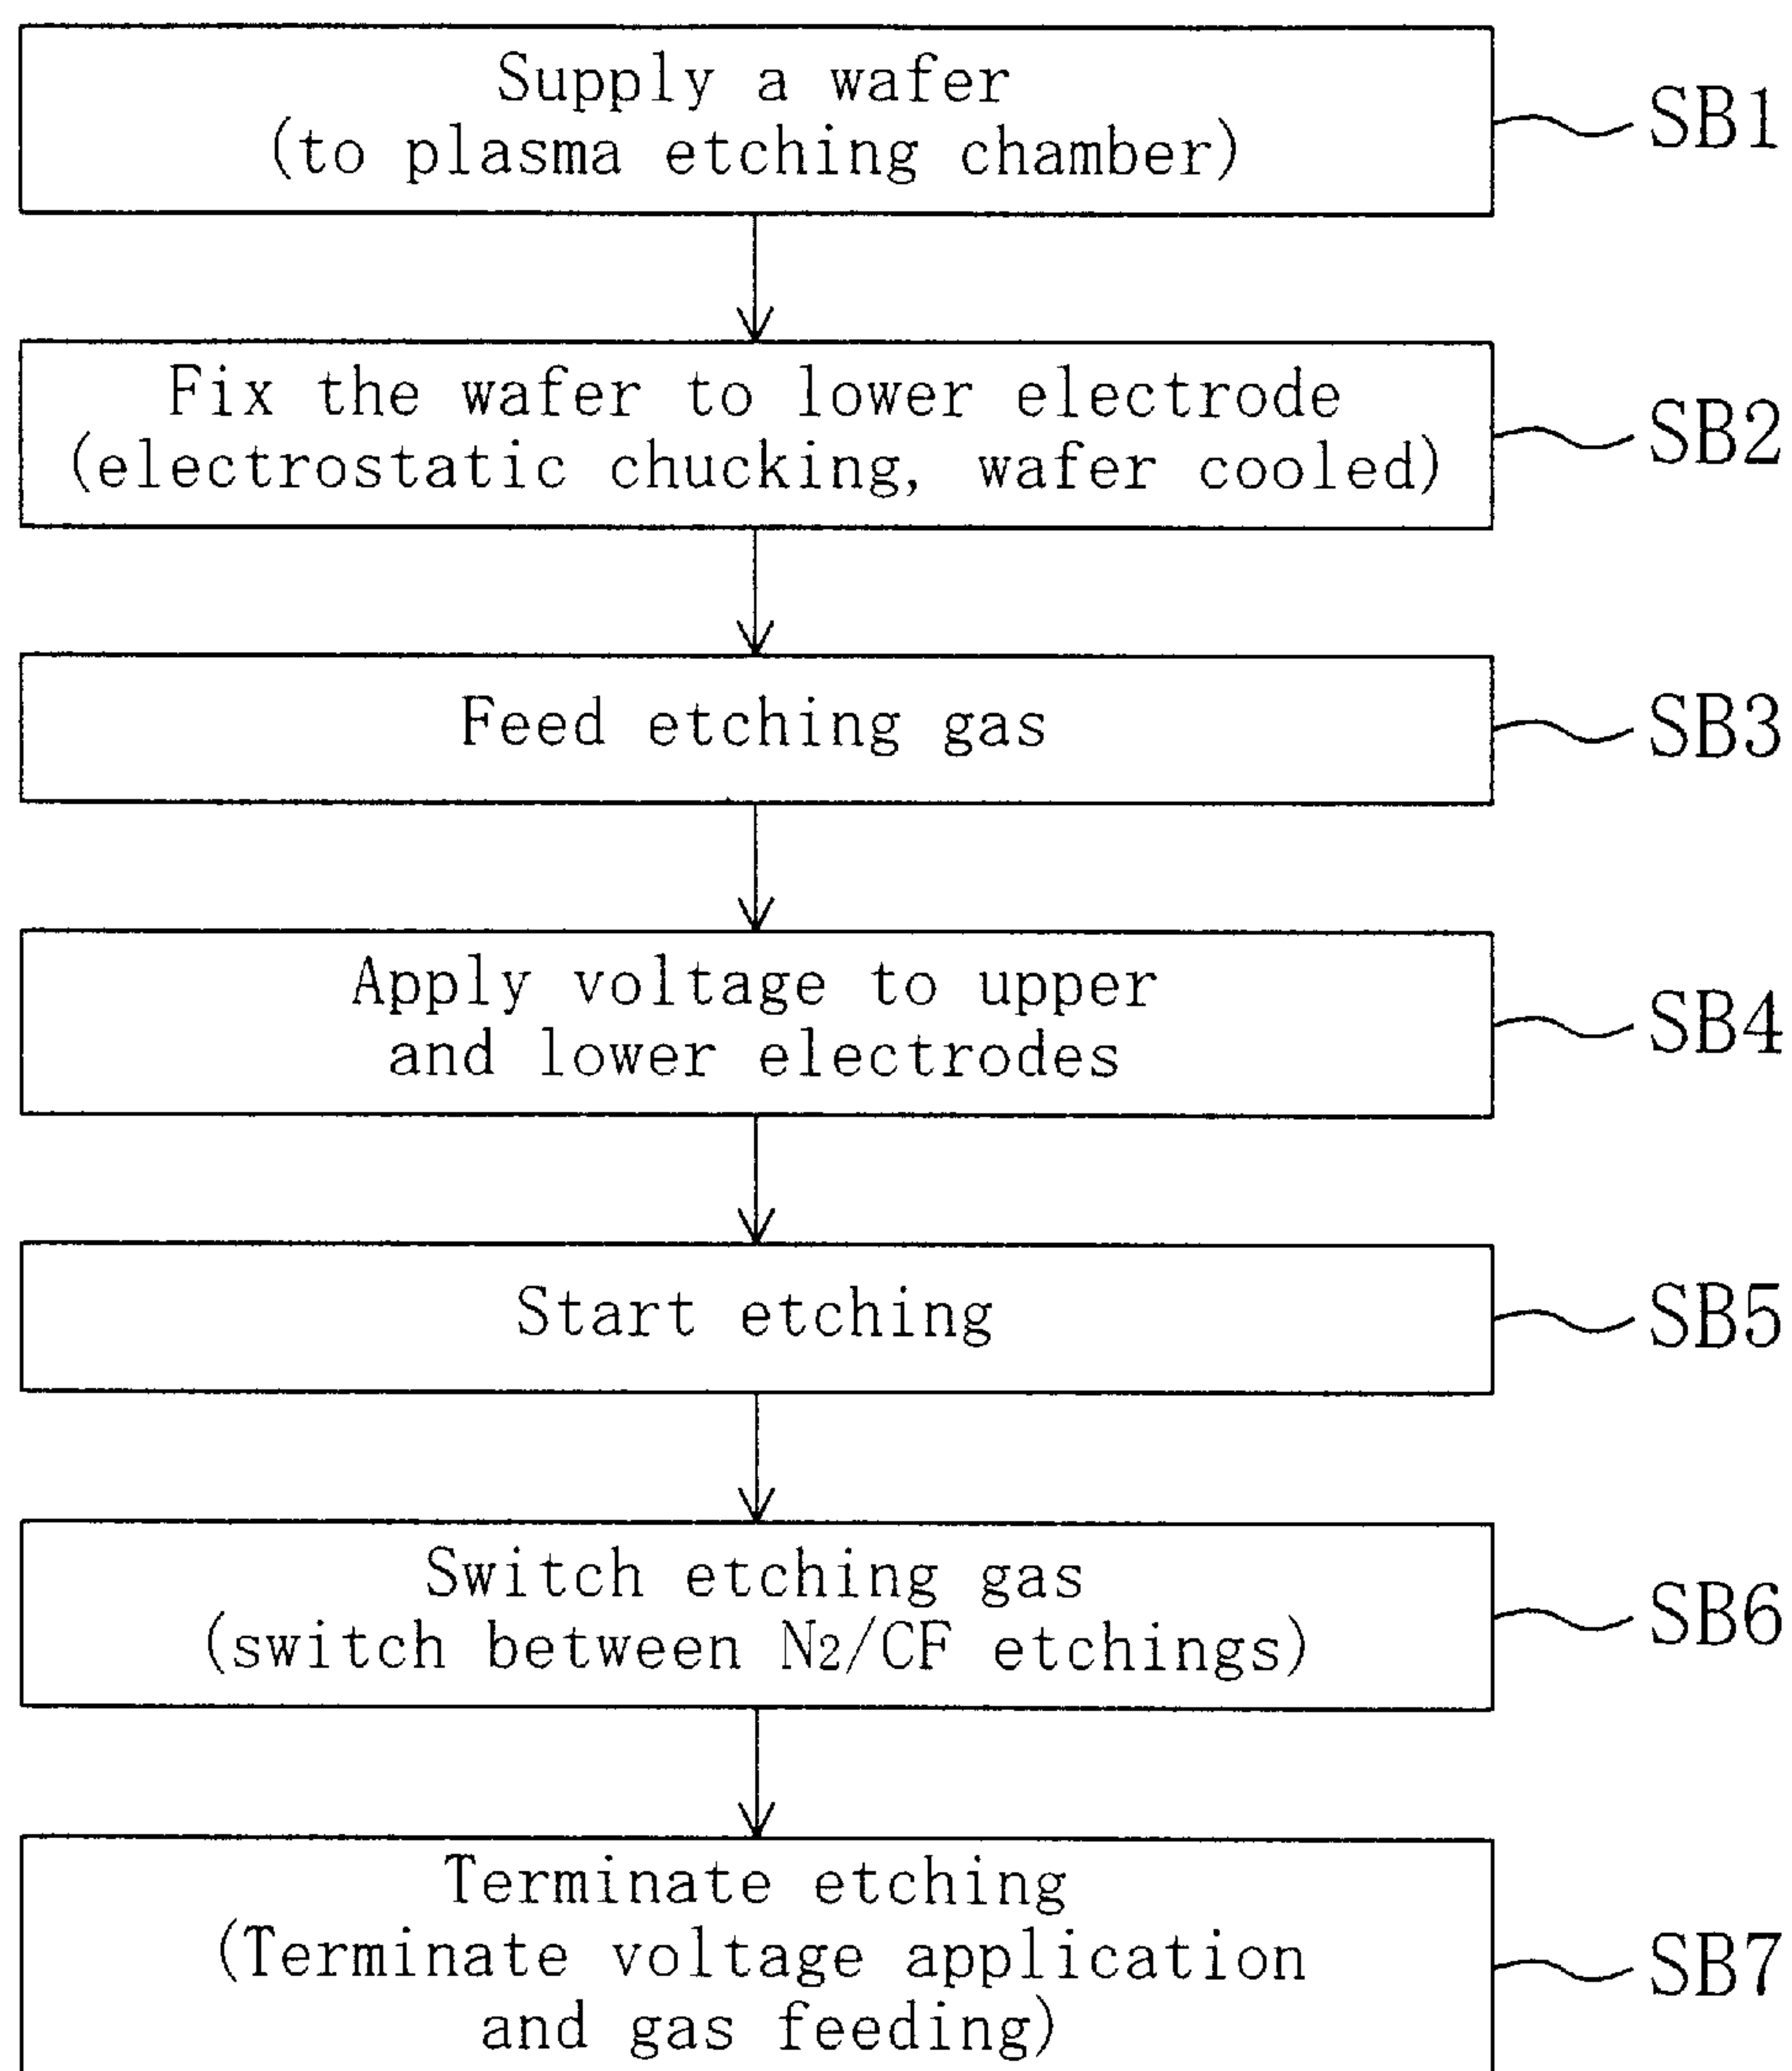 Supply a wafer
(to plasma etching chamber)
SB1
Fix the wafer to lower electrode
(electrostatic chucking, wafer cooled)
SB2
Feed etching gas
SB3
Apply voltage to upper
and lower electrodes
SB4
Start etching
SB5
Switch etching gas
(switch between N2/CF etchings)
SB6
Terminate etching
(Terminate voltage application
and gas feeding)
SB7